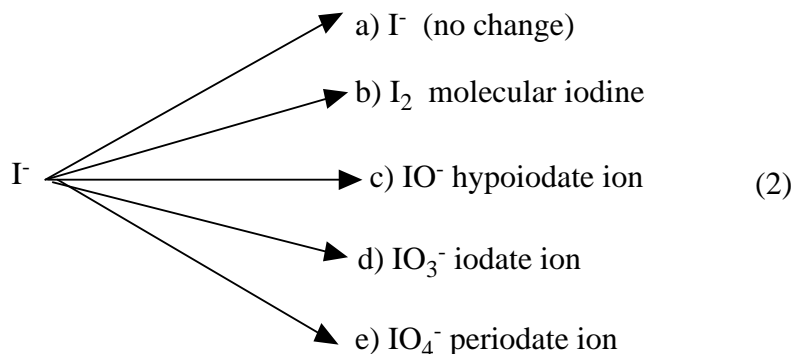 a) I⁻ (no change)
b) I₂ molecular iodine
I⁻ c) IO⁻ hypoiodate ion (2)
d) IO₃⁻ iodate ion
e) IO₄⁻ periodate ion